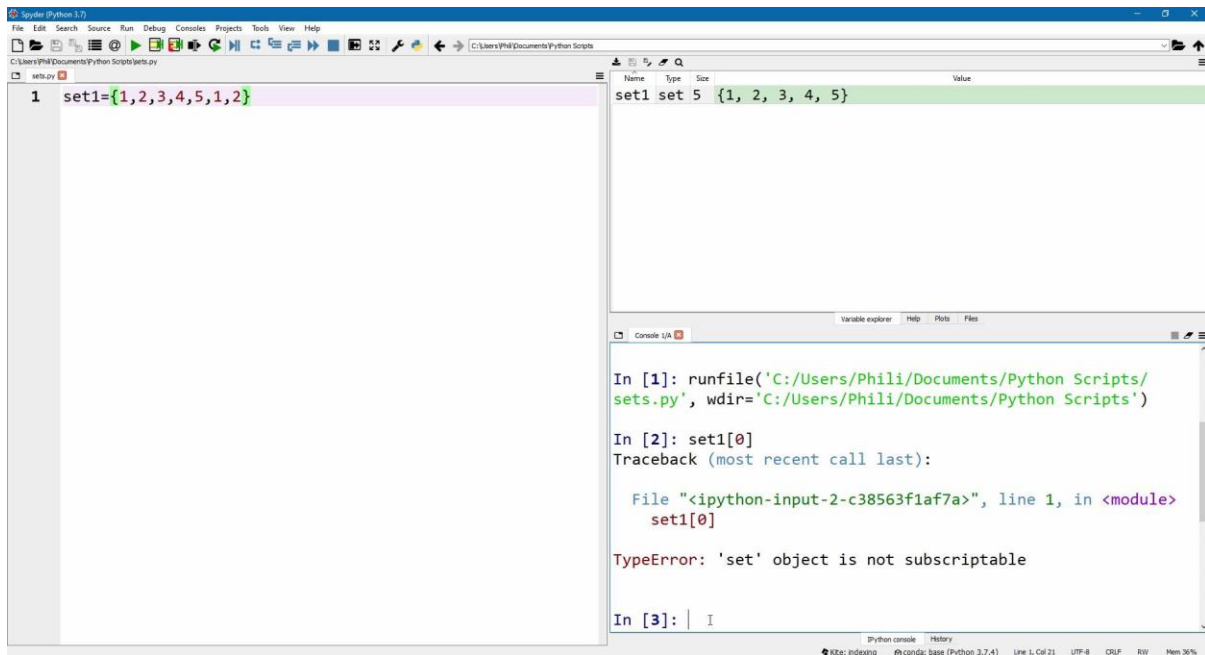 Spyder (Python 3.7)
File Edit Search Source Run Debug Consoles Projects Tools View Help
C:\Users\Phili\Documents\Python Scripts
C:\Users\Phili\Documents\Python Scripts\sets.py
sets.py
1 set1={1,2,3,4,5,1,2}
Name Type Size Value
set1 set 5 {1, 2, 3, 4, 5}
Variable explorer Help Plots Files
Console 1/A
In [1]: runfile('C:/Users/Phili/Documents/Python Scripts/
sets.py', wdir='C:/Users/Phili/Documents/Python Scripts')
In [2]: set1[0]
Traceback (most recent call last):
File "<ipython-input-2-c38563f1af7a>", line 1, in <module>
set1[0]
TypeError: 'set' object is not subscriptable
In [3]:
IPython console History
Kite: indexing conda: base (Python 3.7.4) Line 1, Col 21 UTF-8 CRLF RW Mem 36%